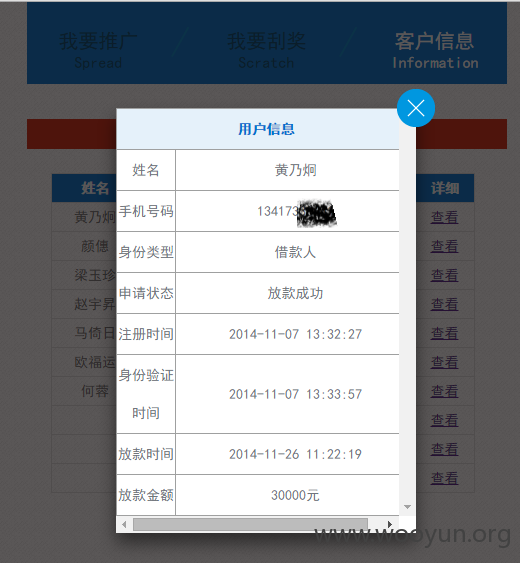 我要推广 我要刮奖 客户信息
Spread Scratch Information
用户信息
姓名 黄乃炯
手机号码 134173
身份类型 借款人
申请状态 放款成功
注册时间 2014-11-07 13:32:27
身份验证
时间 2014-11-07 13:33:57
放款时间 2014-11-26 11:22:19
放款金额 30000元
姓名 详细
黄乃炯 查看
颜僡 查看
梁玉珍 查看
赵宇昇 查看
马倚日 查看
欧福运 查看
何蓉 查看
查看
查看
查看
www.wooyun.org